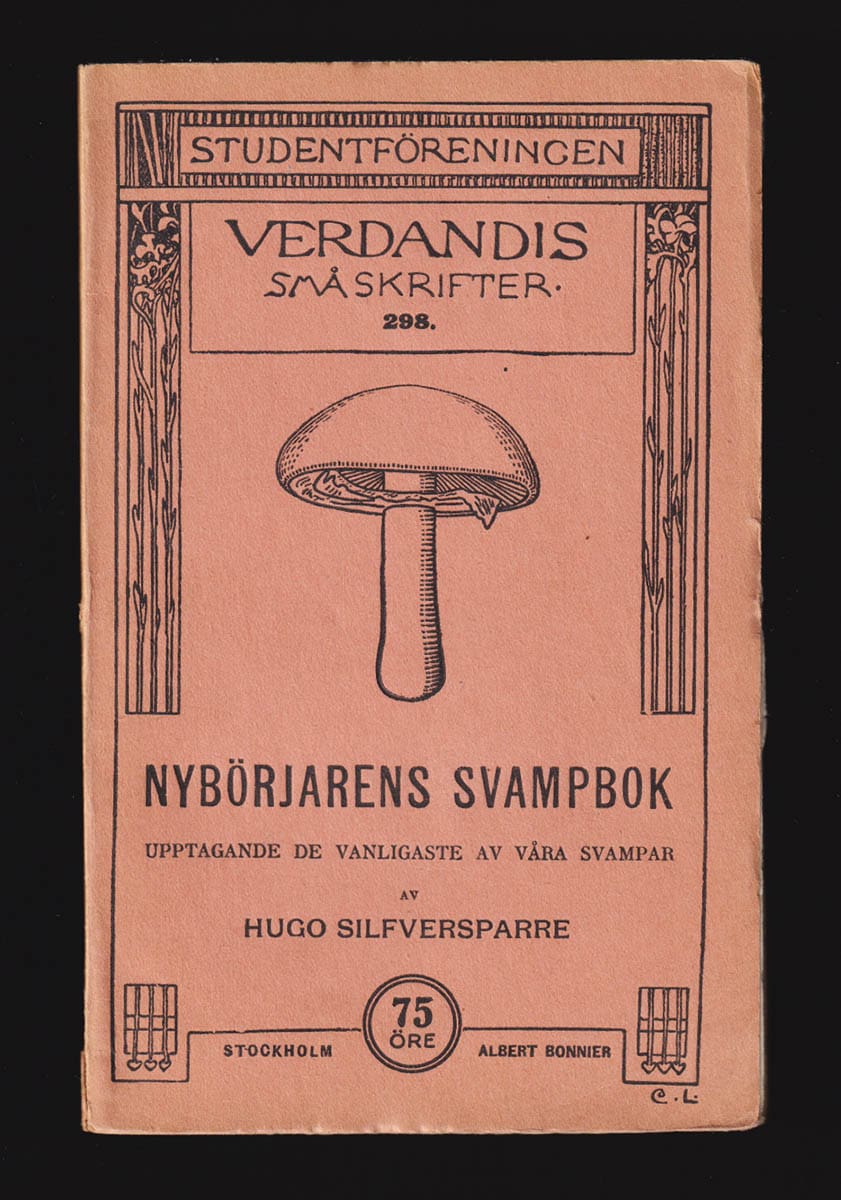 STUDENTFÖRENINGEN
VERDANDIS
SMÅSKRIFTER.
298.
NYBÖRJARENS SVAMPBOK
UPPTAGANDE DE VANLIGASTE AV VÅRA SVAMPAR
AV
HUGO SILFVERSPARRE
75
ÖRE
STOCKHOLM
ALBERT BONNIER
C. L.